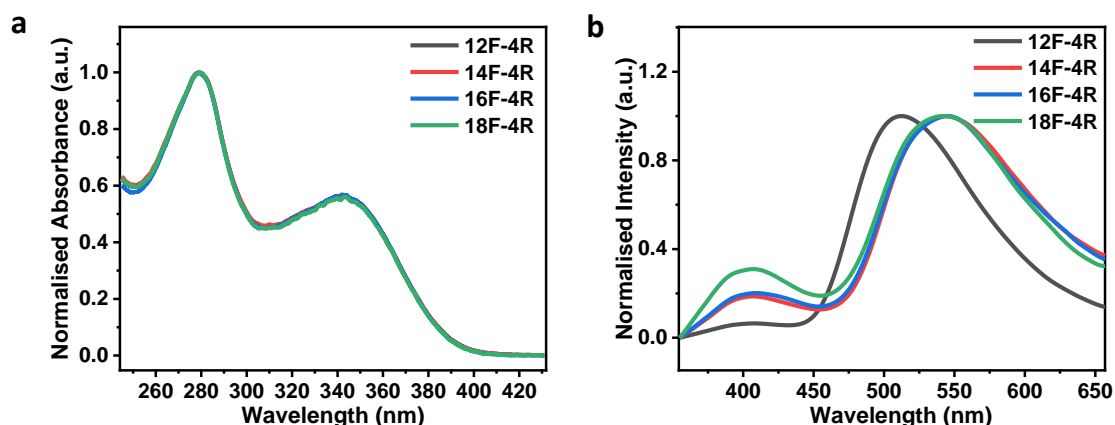 a
Normalised Absorbance (a.u.)
1.0
0.8
0.6
0.4
0.2
0.0
12F-4R
14F-4R
16F-4R
18F-4R
260 280 300 320 340 360 380 400 420
Wavelength (nm)
b
Normalised Intensity (a.u.)
1.2
0.8
0.4
0.0
12F-4R
14F-4R
16F-4R
18F-4R
400 450 500 550 600 650
Wavelength (nm)